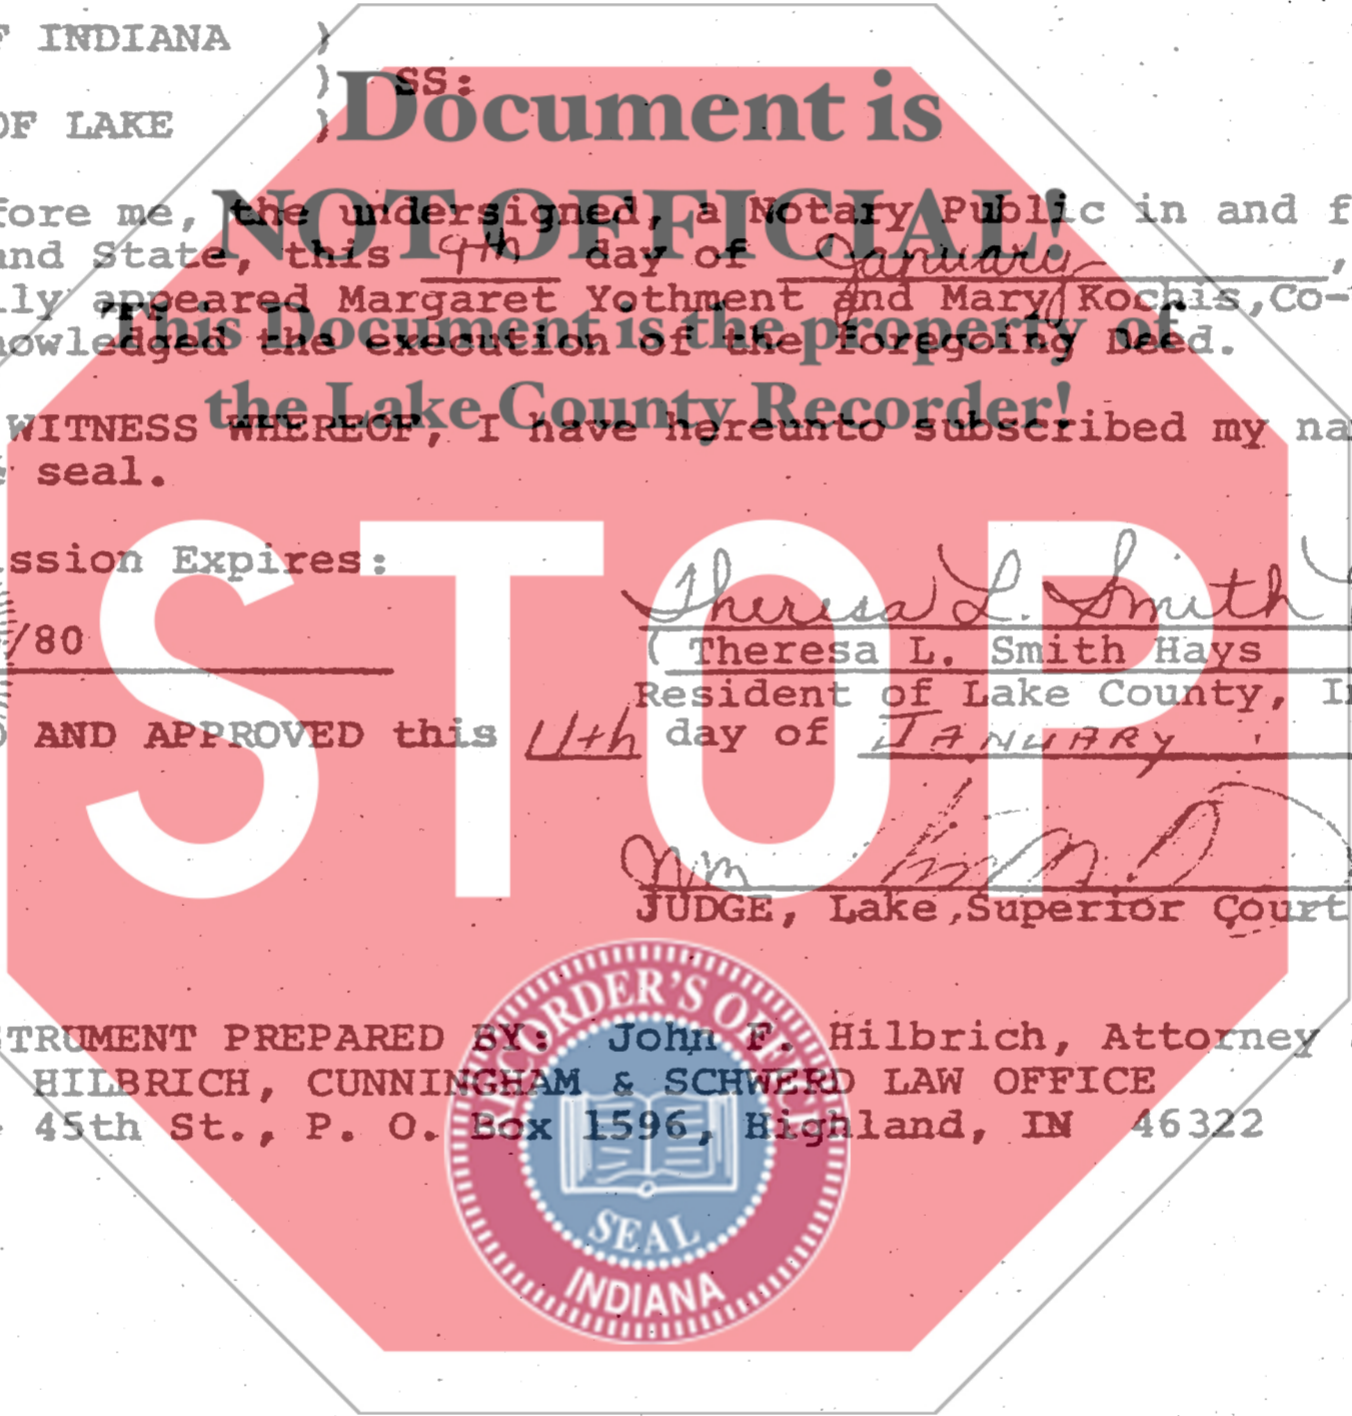 F INDIANA )
) SS:
OF LAKE )
Document is
NOT OFFICIAL!
This Document is the property of
the Lake County Recorder!
fore me, the undersigned, a Notary Public in and f
and State, this 9th day of January,
lly appeared Margaret Yothment and Mary Kochis, Co-
nowledged the execution of the foregoing Deed.
WITNESS WHEREOF, I have hereunto subscribed my na
seal.
STOP
ssion Expires:
Theresa L. Smith
/80
Theresa L. Smith Hays
Resident of Lake County, In
AND APPROVED this 11th day of JANUARY
JUDGE, Lake Superior Court
RECORDER'S OFFICE
STRUMENT PREPARED BY: John F. Hilbrich, Attorney
HILBRICH, CUNNINGHAM & SCHWERD LAW OFFICE
45th St., P. O. Box 1596, Highland, IN 46322
SEAL
INDIANA